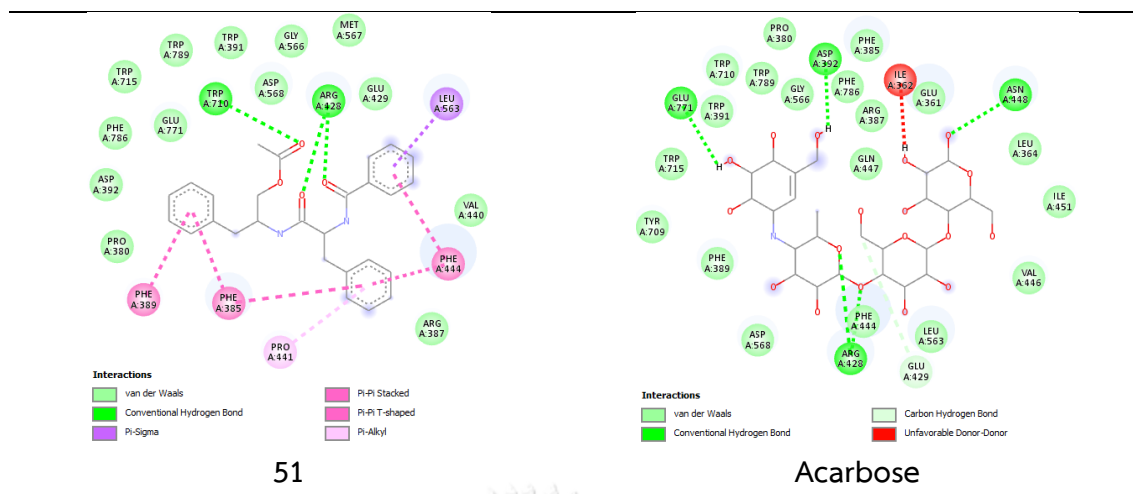 TRP
A:789
TRP
A:391
GLY
A:566
MET
A:567
TRP
A:715
TRP
A:710
ASP
A:568
ARG
A:428
GLU
A:429
LEU
A:563
PHE
A:786
GLU
A:771
ASP
A:392
PRO
A:380
VAL
A:440
PHE
A:444
PHE
A:389
PHE
A:385
PRO
A:441
ARG
A:387
O
O
O
O
NH
NH
Interactions
van der Waals
Conventional Hydrogen Bond
Pi-Sigma
Pi-Pi Stacked
Pi-Pi T-shaped
Pi-Alkyl
51
PRO
A:380
ASP
A:392
PHE
A:385
TRP
A:710
TRP
A:789
GLY
A:566
PHE
A:786
ILE
A:362
GLU
A:361
GLU
A:771
TRP
A:391
ARG
A:387
ASN
A:448
TRP
A:715
GLN
A:447
LEU
A:364
ILE
A:451
TYR
A:709
PHE
A:389
VAL
A:446
ASP
A:568
PHE
A:444
LEU
A:563
ARG
A:428
GLU
A:429
H
H
H
Interactions
van der Waals
Conventional Hydrogen Bond
Carbon Hydrogen Bond
Unfavorable Donor-Donor
Acarbose